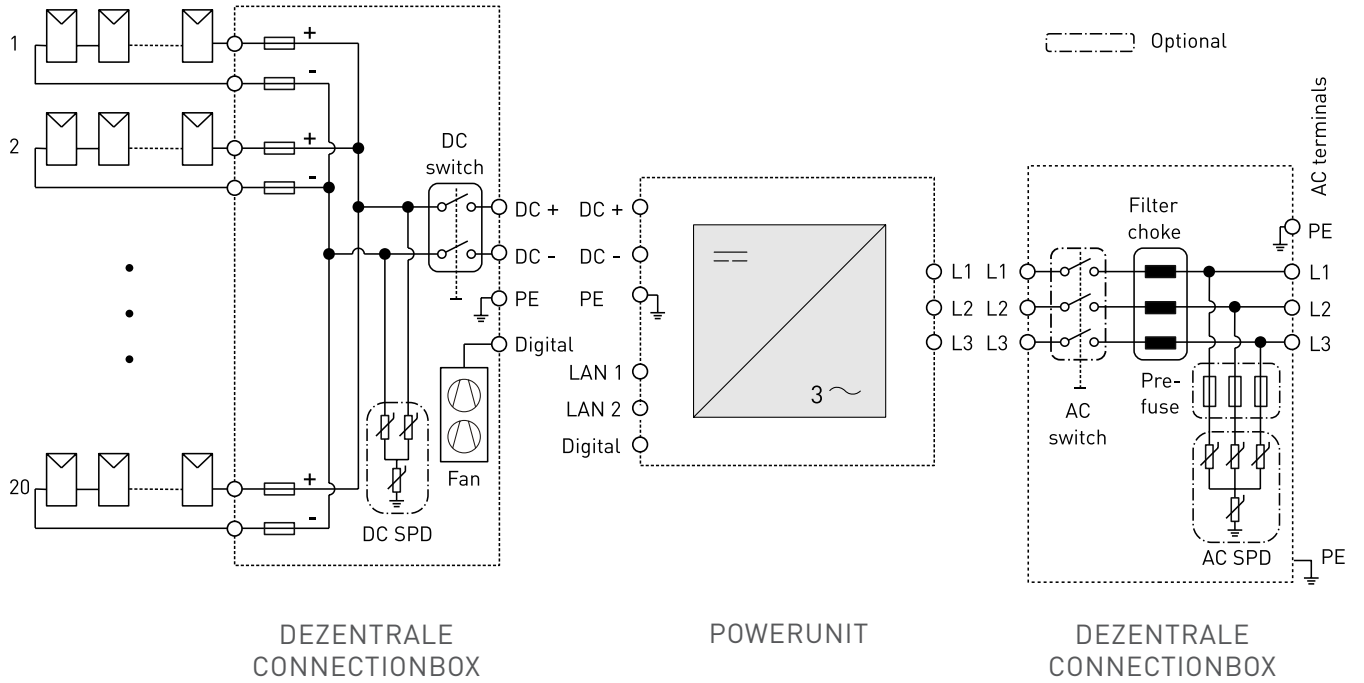 1
+
-
2
+
-
20
+
-
DC
switch
DC +
DC -
PE
Digital
Fan
DC SPD
DEZENTRALE
CONNECTIONBOX
DC +
DC -
PE
LAN 1
LAN 2
Digital
3
L1
L2
L3
POWERUNIT
Optional
L1
L2
L3
AC
switch
Filter
choke
Pre-
fuse
AC SPD
AC terminals
PE
L1
L2
L3
PE
DEZENTRALE
CONNECTIONBOX